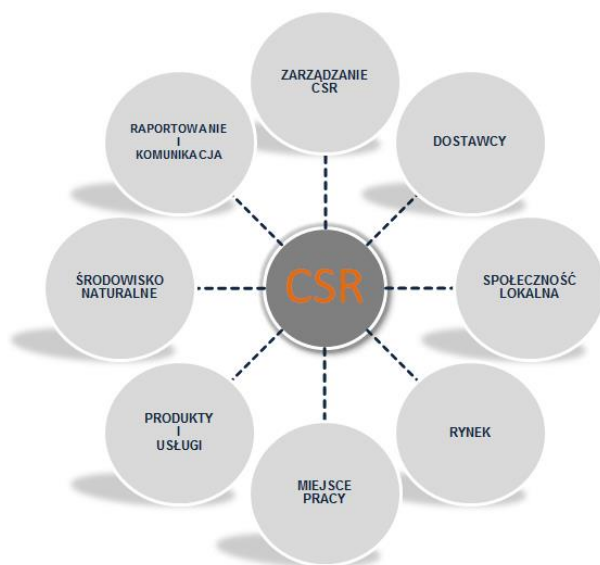 ZARZĄDZANIE
CSR
DOSTAWCY
SPOŁECZNOŚĆ
LOKALNA
RYNEK
MIEJSCE
PRACY
PRODUKTY
I
USŁUGI
ŚRODOWISKO
NATURALNE
RAPORTOWANIE
I
KOMUNIKACJA
CSR